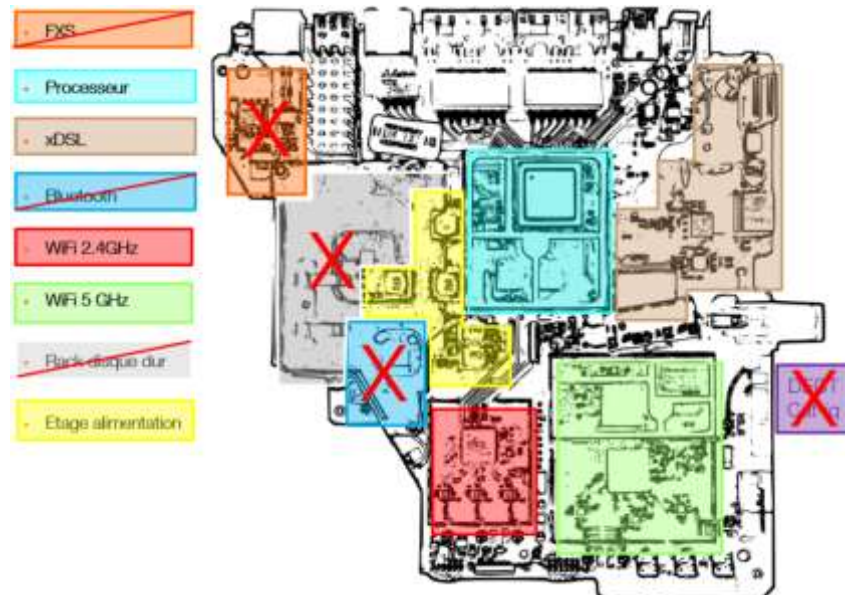 FXS
Processeur
xDSL
Bluetooth
WiFi 2.4GHz
WiFi 5 GHz
Rack disque dur
Etage alimentation